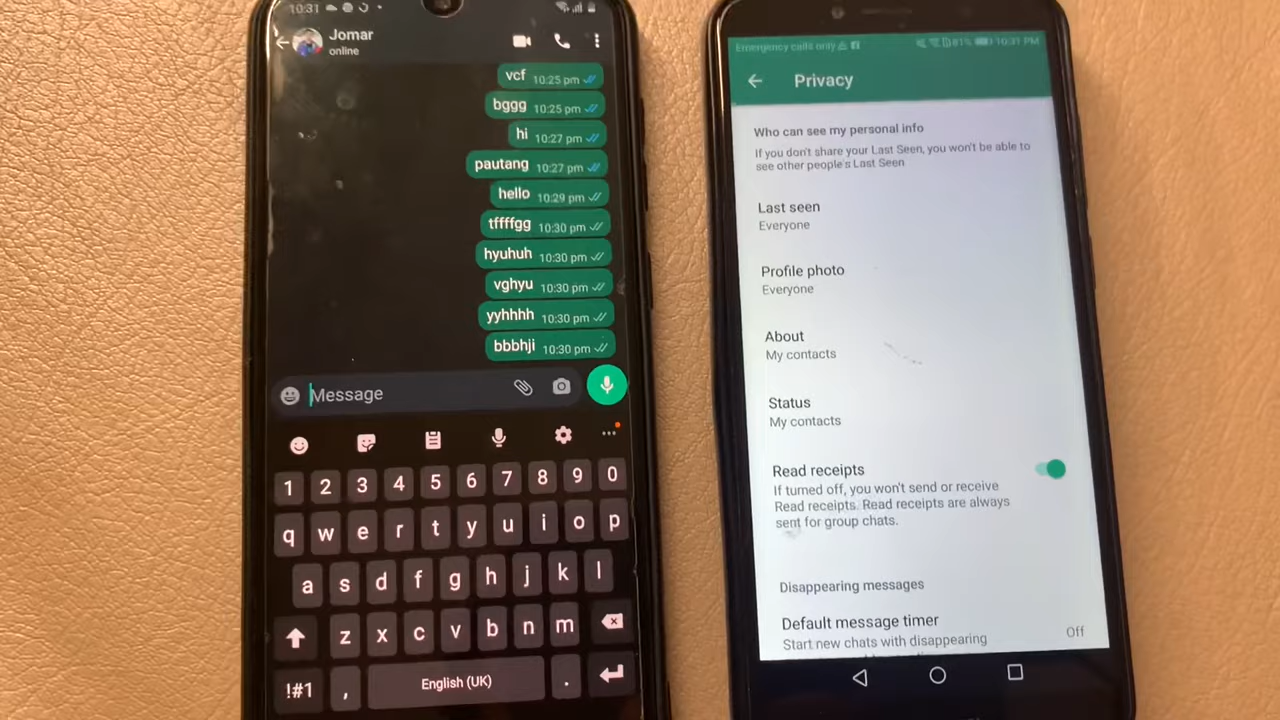 10:31
Jomar
online
vcf 10:25 pm
bggg 10:25 pm
hi 10:27 pm
pautang 10:27 pm
hello 10:29 pm
tffffgg 10:30 pm
hyuhuh 10:30 pm
vghyu 10:30 pm
yyhhhh 10:30 pm
bbbhji 10:30 pm
Message
1 2 3 4 5 6 7 8 9 0
q w e r t y u i o p
a s d f g h j k l
z x c v b n m
!#1 , English (UK) .
Emergency calls only 81% 10:31 PM
Privacy
Who can see my personal info
If you don't share your Last Seen, you won't be able to
see other people's Last Seen
Last seen
Everyone
Profile photo
Everyone
About
My contacts
Status
My contacts
Read receipts
If turned off, you won't send or receive
Read receipts. Read receipts are always
sent for group chats.
Disappearing messages
Default message timer
Start new chats with disappearing
Off